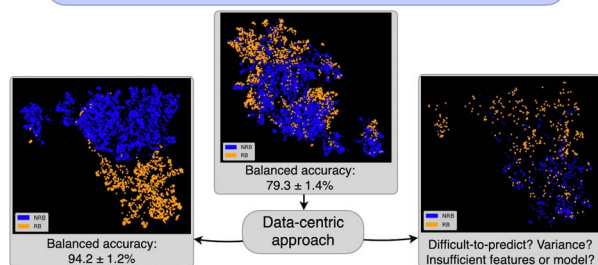 NRB
RB
Balanced accuracy:
79.3 ± 1.4%
NRB
RB
Balanced accuracy:
94.2 ± 1.2%
Data-centric
approach
NRB
RB
Difficult-to-predict? Variance?
Insufficient features or model?